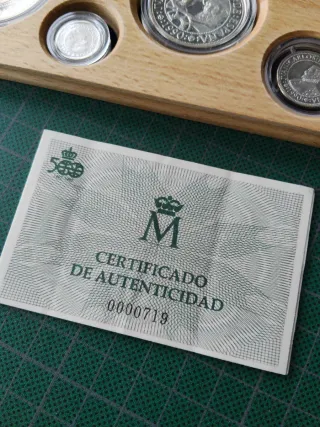 500
M
CERTIFICADO
DE AUTENTICIDAD
0000719